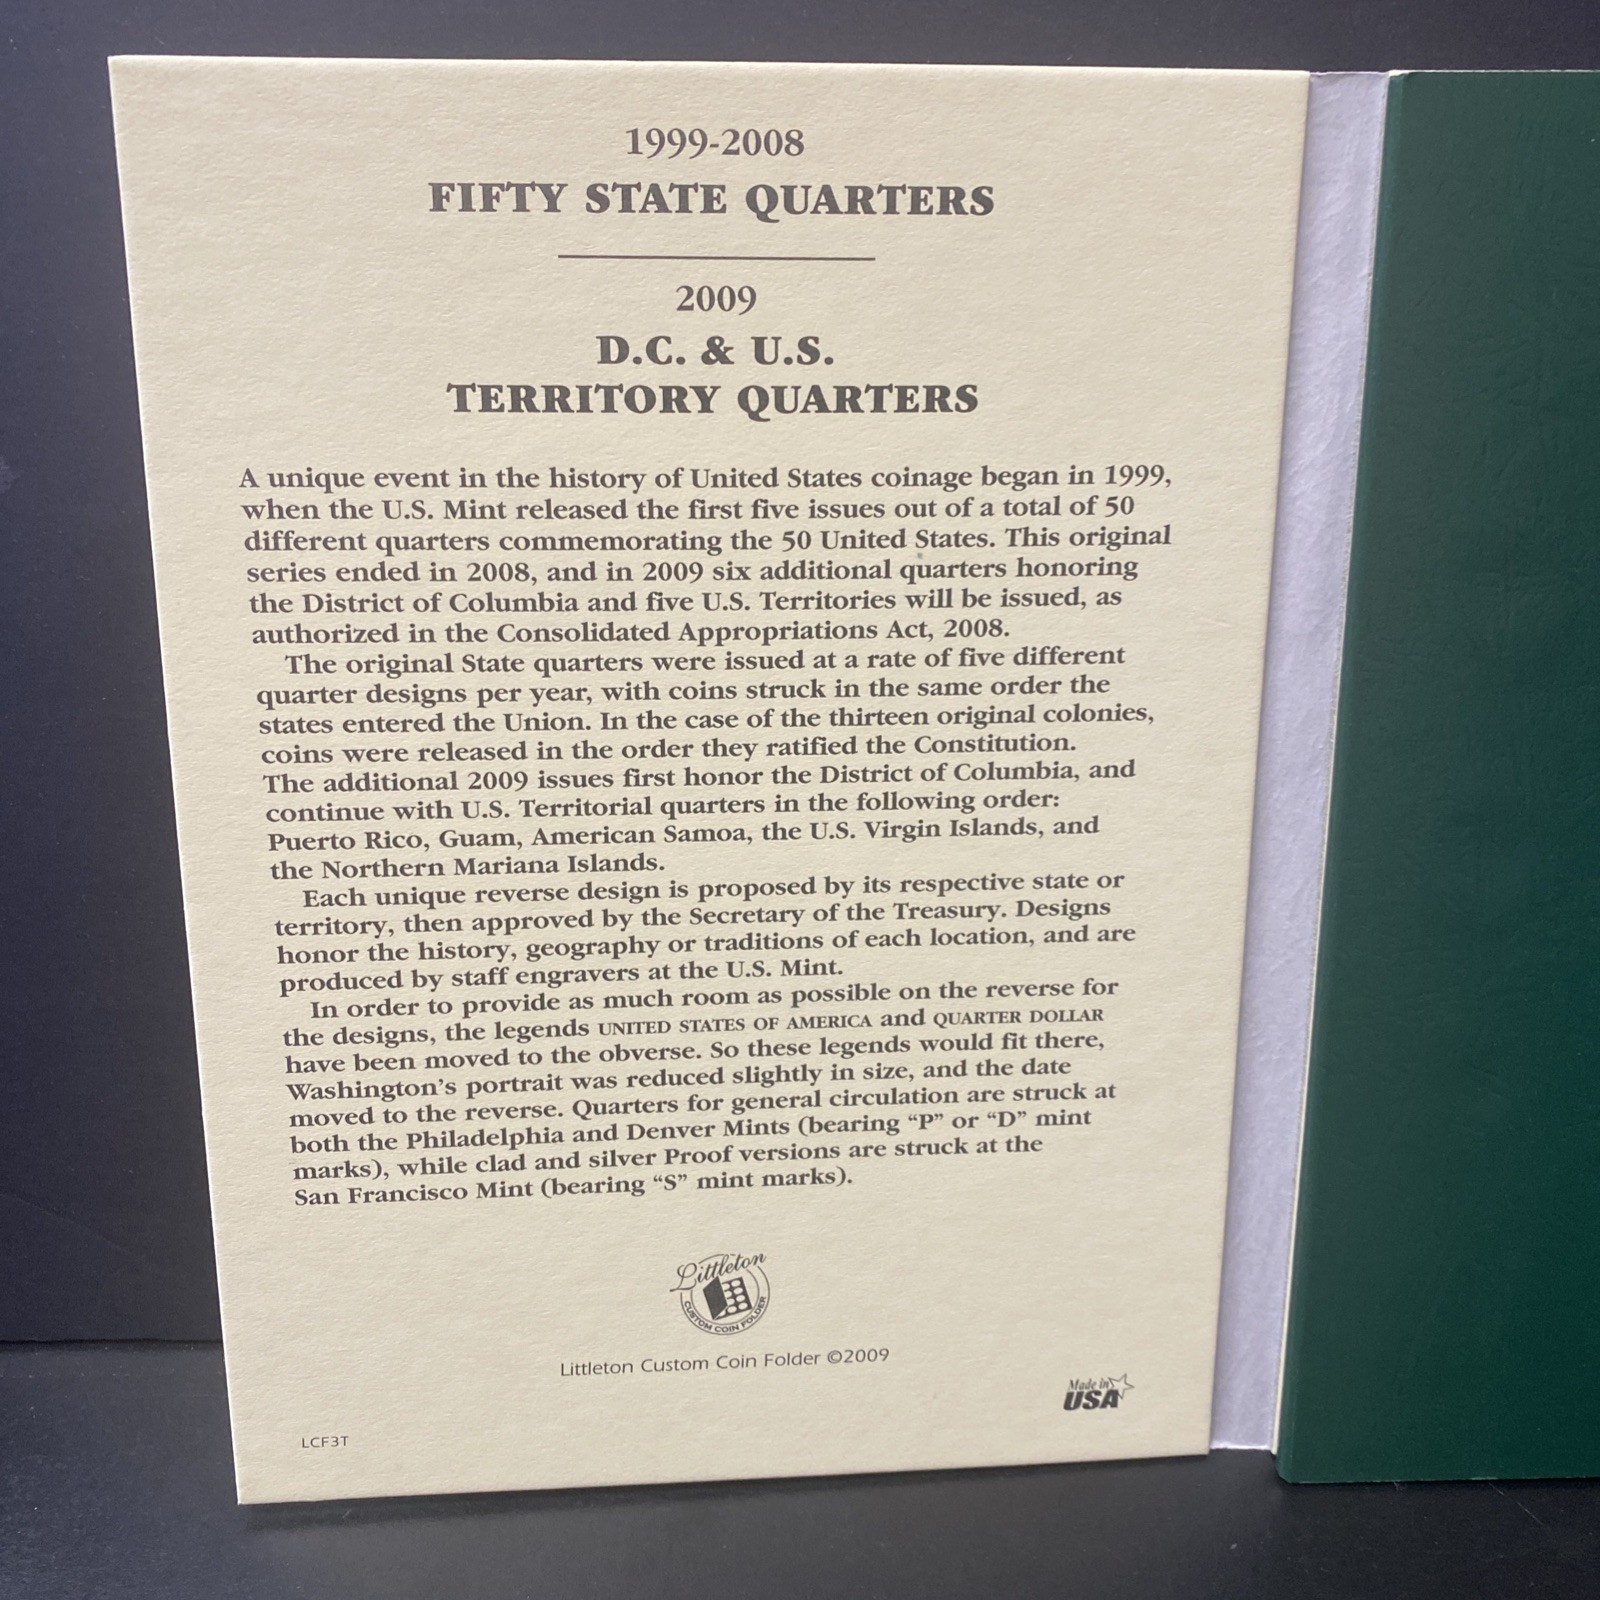 1999-2008
FIFTY STATE QUARTERS
2009
D.C. & U.S.
TERRITORY QUARTERS
A unique event in the history of United States coinage began in 1999,
when the U.S. Mint released the first five issues out of a total of 50
different quarters commemorating the 50 United States. This original
series ended in 2008, and in 2009 six additional quarters honoring
the District of Columbia and five U.S. Territories will be issued, as
authorized in the Consolidated Appropriations Act, 2008.
The original State quarters were issued at a rate of five different
quarter designs per year, with coins struck in the same order the
states entered the Union. In the case of the thirteen original colonies,
coins were released in the order they ratified the Constitution.
The additional 2009 issues first honor the District of Columbia, and
continue with U.S. Territorial quarters in the following order:
Puerto Rico, Guam, American Samoa, the U.S. Virgin Islands, and
the Northern Mariana Islands.
Each unique reverse design is proposed by its respective state or
territory, then approved by the Secretary of the Treasury. Designs
honor the history, geography or traditions of each location, and are
produced by staff engravers at the U.S. Mint.
In order to provide as much room as possible on the reverse for
the designs, the legends UNITED STATES OF AMERICA and QUARTER DOLLAR
have been moved to the obverse. So these legends would fit there,
Washington's portrait was reduced slightly in size, and the date
moved to the reverse. Quarters for general circulation are struck at
both the Philadelphia and Denver Mints (bearing “P” or “D” mint
marks), while clad and silver Proof versions are struck at the
San Francisco Mint (bearing “S” mint marks).
Littleton
CUSTOM COIN FOLDER
Littleton Custom Coin Folder ©2009
Made in
USA
LCF3T